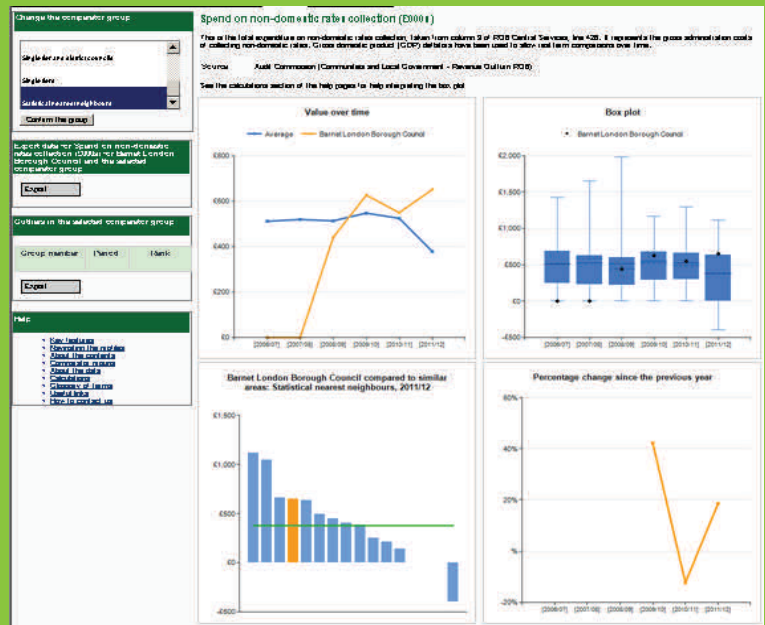 Change the comparator group
Single tier and district councils
Single tiers
Statistical nearest neighbours
Confirm the group
Export data for Spend on non-domestic
rates collection (£000s) for Barnet London
Borough Council and the selected
comparator group
Export
Outliers in the selected comparator group
Group member Period Rank
Export
Help
Key features
Navigating the profiles
About the contents
Comparator groups
About the data
Calculations
Glossary of terms
Useful links
How to contact us
Spend on non-domestic rates collection (£000s)
This is the total expenditure on non-domestic rates collection, taken from column 3 of RO6 Central Services, line 426. It represents the gross administration costs
of collecting non-domestic rates. Gross domestic product (GDP) deflators have been used to allow real term comparisons over time.
Source Audit Commission (Communities and Local Government - Revenue Outturn RO6)
See the calculations section of the help pages for help interpreting the box plot
Value over time
Average Barnet London Borough Council
£800
£600
£400
£200
£0
[2006/07] [2007/08] [2008/09] [2009/10] [2010/11] [2011/12]
Box plot
Barnet London Borough Council
£2,000
£1,500
£1,000
£500
£0
-£500
[2006/07] [2007/08] [2008/09] [2009/10] [2010/11] [2011/12]
Barnet London Borough Council compared to similar
areas: Statistical nearest neighbours, 2011/12
£1,500
£1,000
£500
£0
-£500
Percentage change since the previous year
60%
40%
20%
%
-20%
[2006/07] [2007/08] [2008/09] [2009/10] [2010/11] [2011/12]